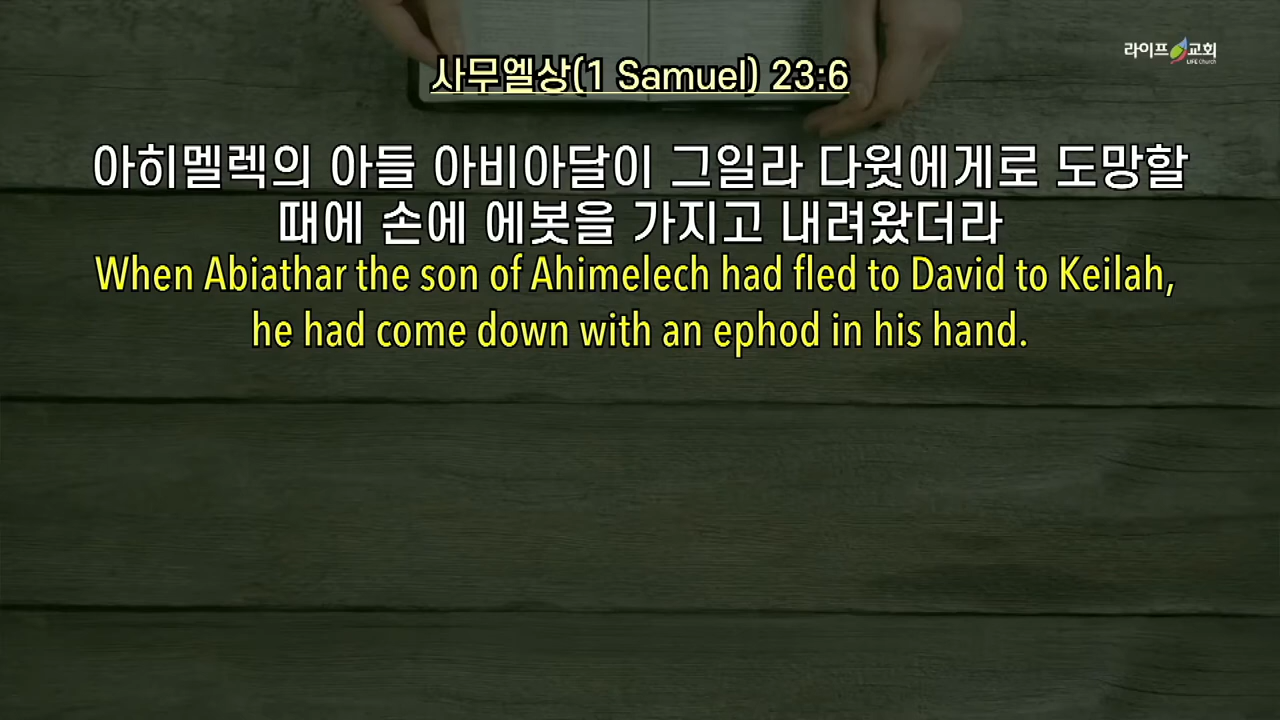 라이프 교회
LIFE Church
사무엘상(1 Samuel) 23:6
아히멜렉의 아들 아비아달이 그일라 다윗에게로 도망할
때에 손에 에봇을 가지고 내려왔더라
When Abiathar the son of Ahimelech had fled to David to Keilah,
he had come down with an ephod in his hand.